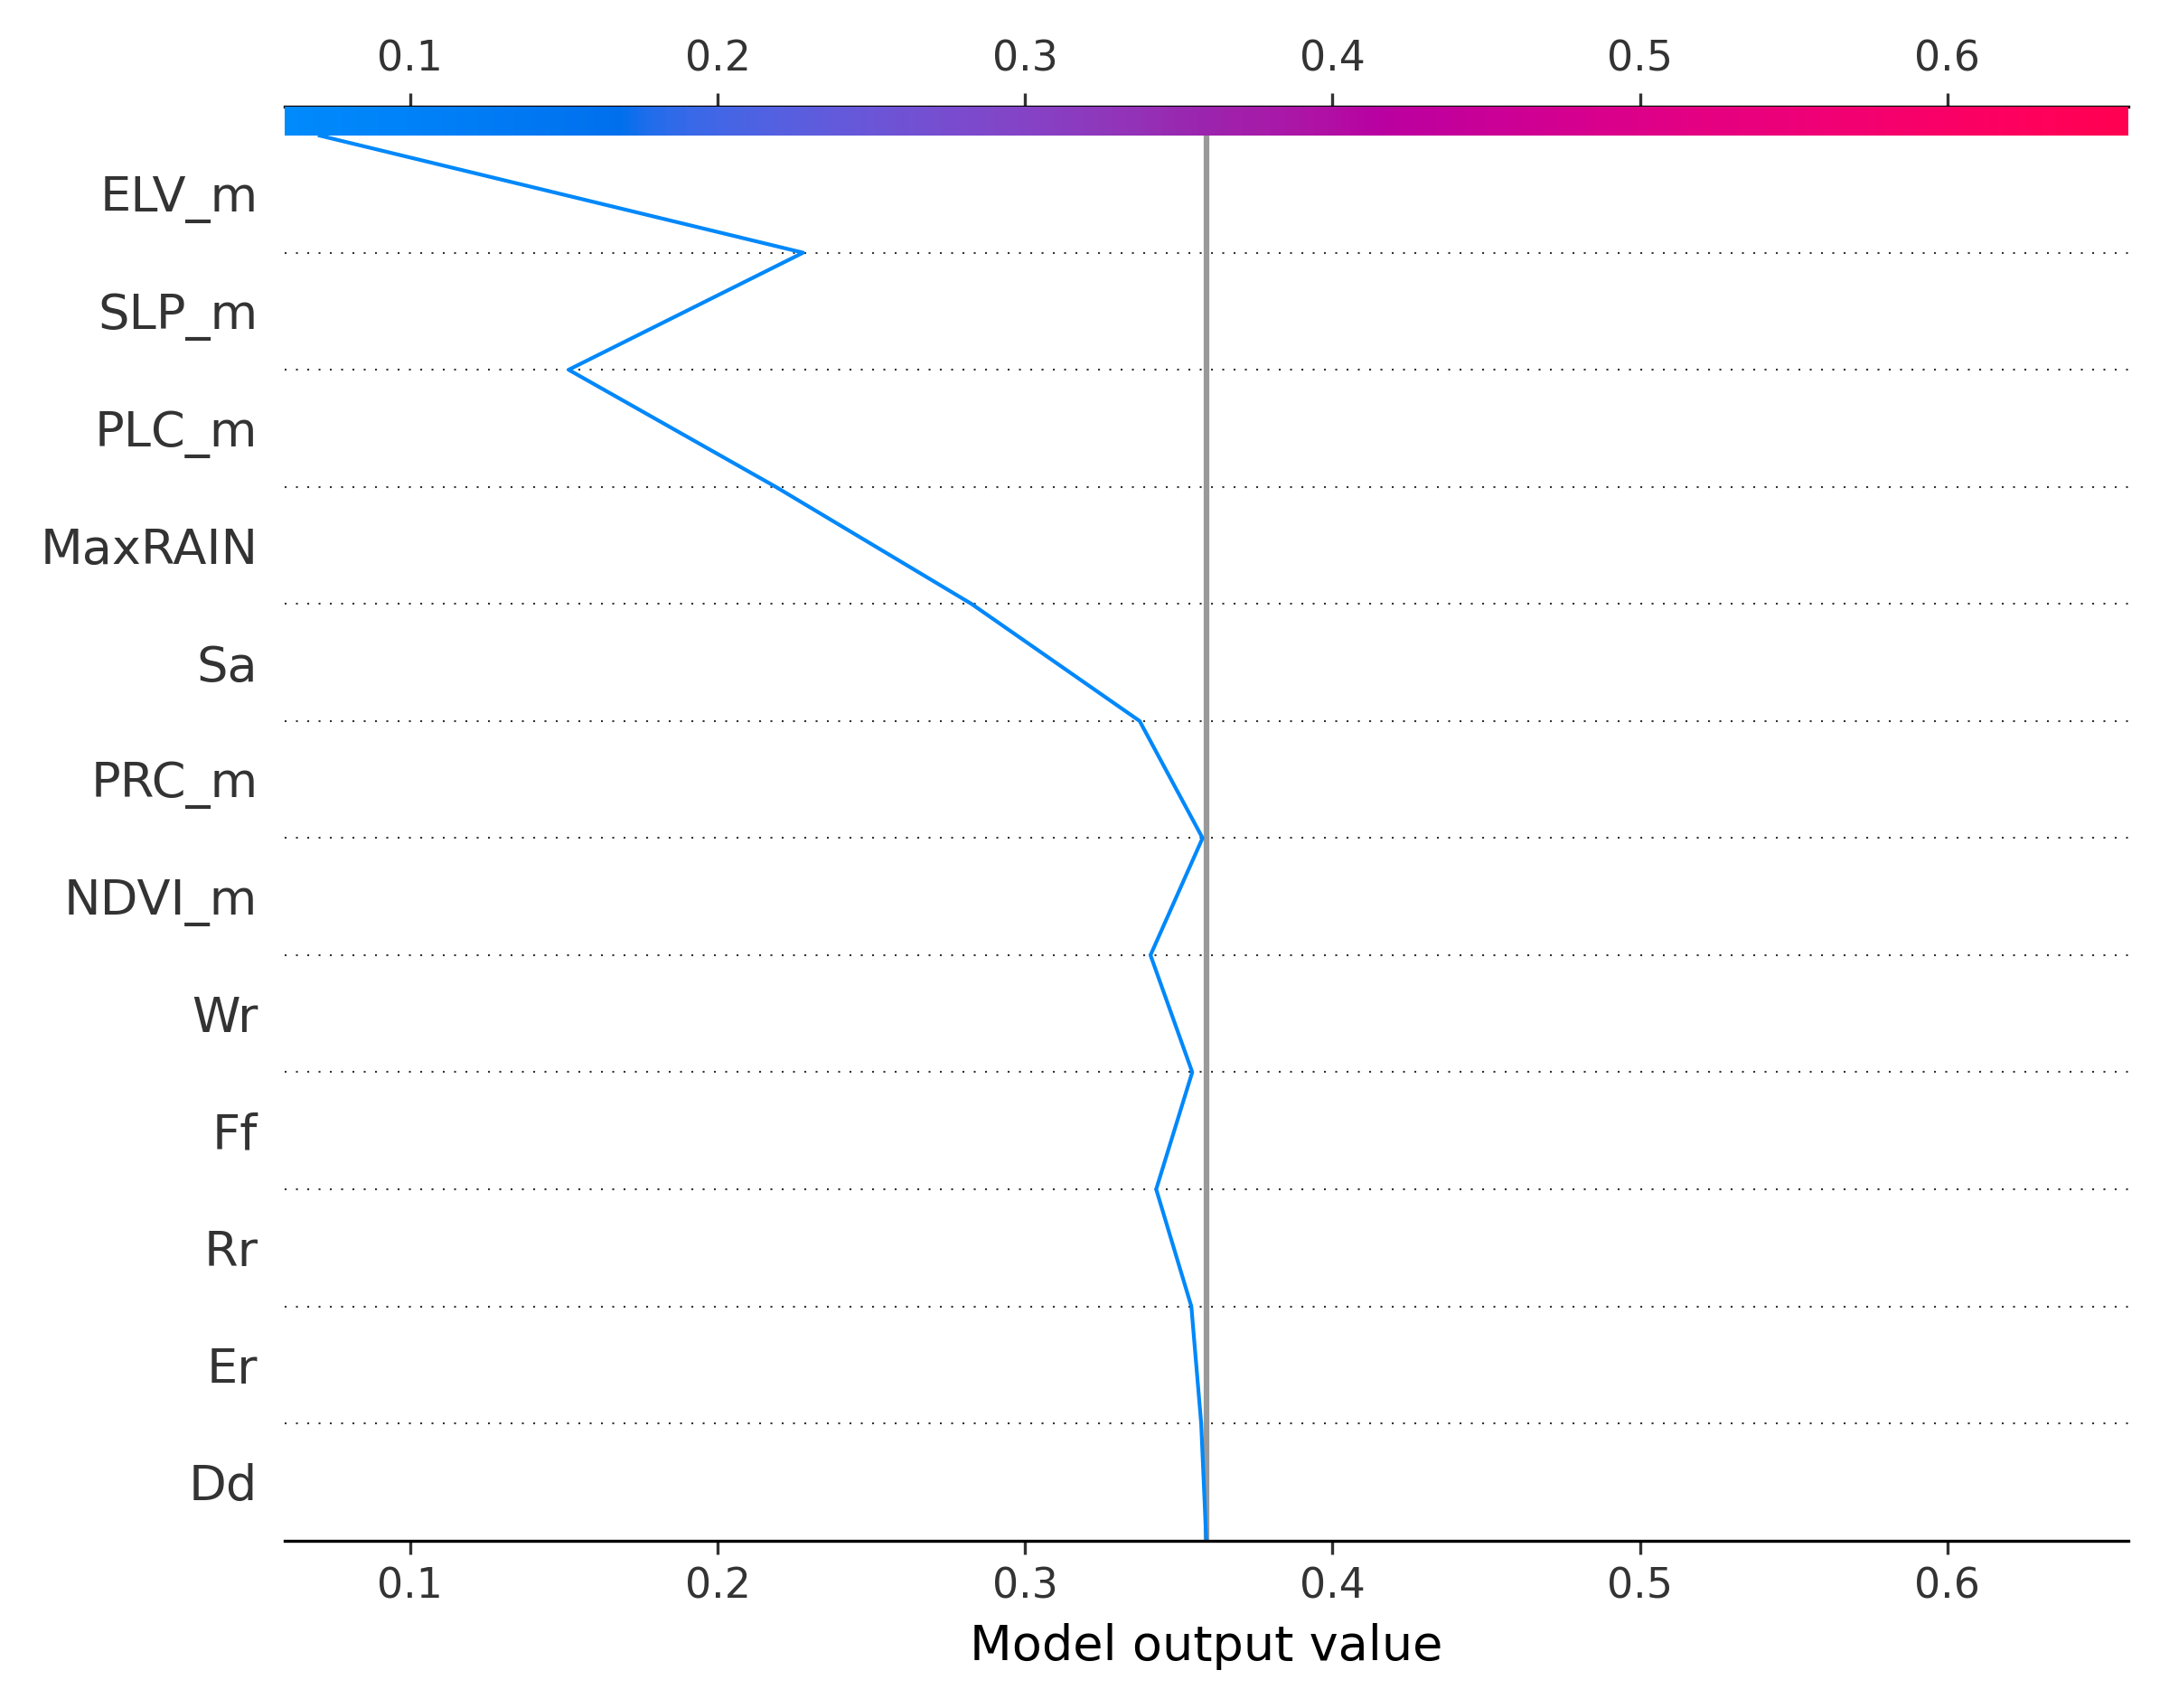 0.1 0.2 0.3 0.4 0.5 0.6
ELV_m
SLP_m
PLC_m
MaxRAIN
Sa
PRC_m
NDVI_m
Wr
Ff
Rr
Er
Dd
0.1 0.2 0.3 0.4 0.5 0.6
Model output value